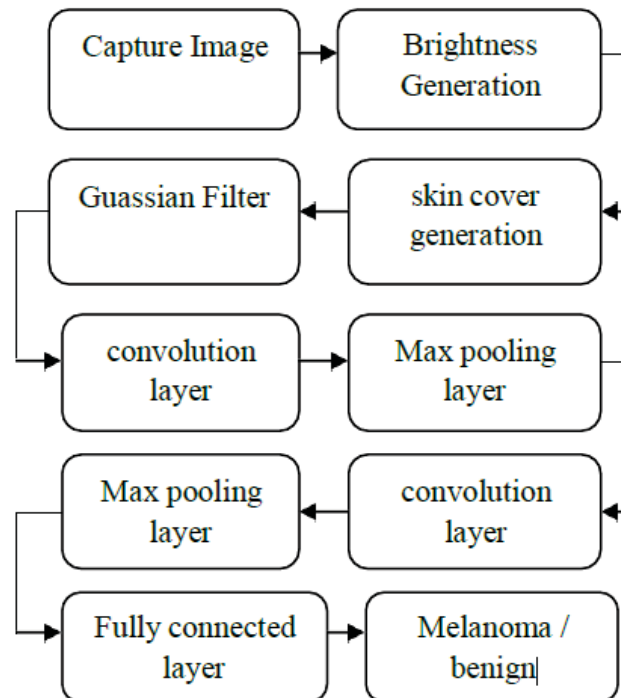 Capture Image
Brightness
Generation
Guassian Filter
skin cover
generation
convolution
layer
Max pooling
layer
Max pooling
layer
convolution
layer
Fully connected
layer
Melanoma /
benign